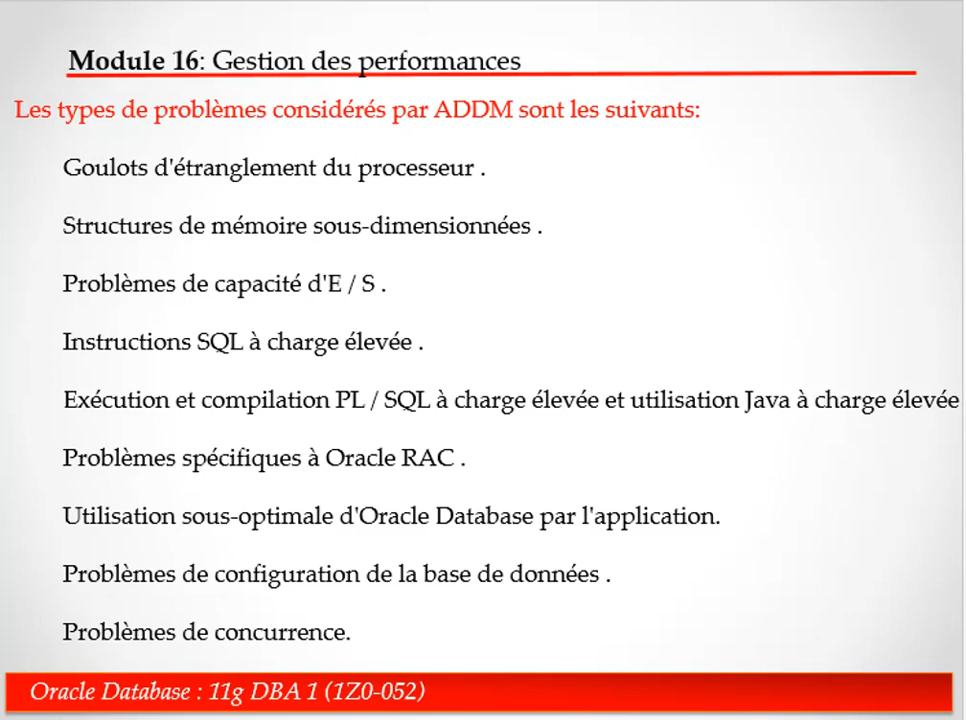 Module 16: Gestion des performances
Les types de problèmes considérés par ADDM sont les suivants:
Goulots d'étranglement du processeur .
Structures de mémoire sous-dimensionnées .
Problèmes de capacité d'E / S .
Instructions SQL à charge élevée .
Exécution et compilation PL / SQL à charge élevée et utilisation Java à charge élevée
Problèmes spécifiques à Oracle RAC .
Utilisation sous-optimale d'Oracle Database par l'application.
Problèmes de configuration de la base de données .
Problèmes de concurrence.
Oracle Database : 11g DBA 1 (1Z0-052)